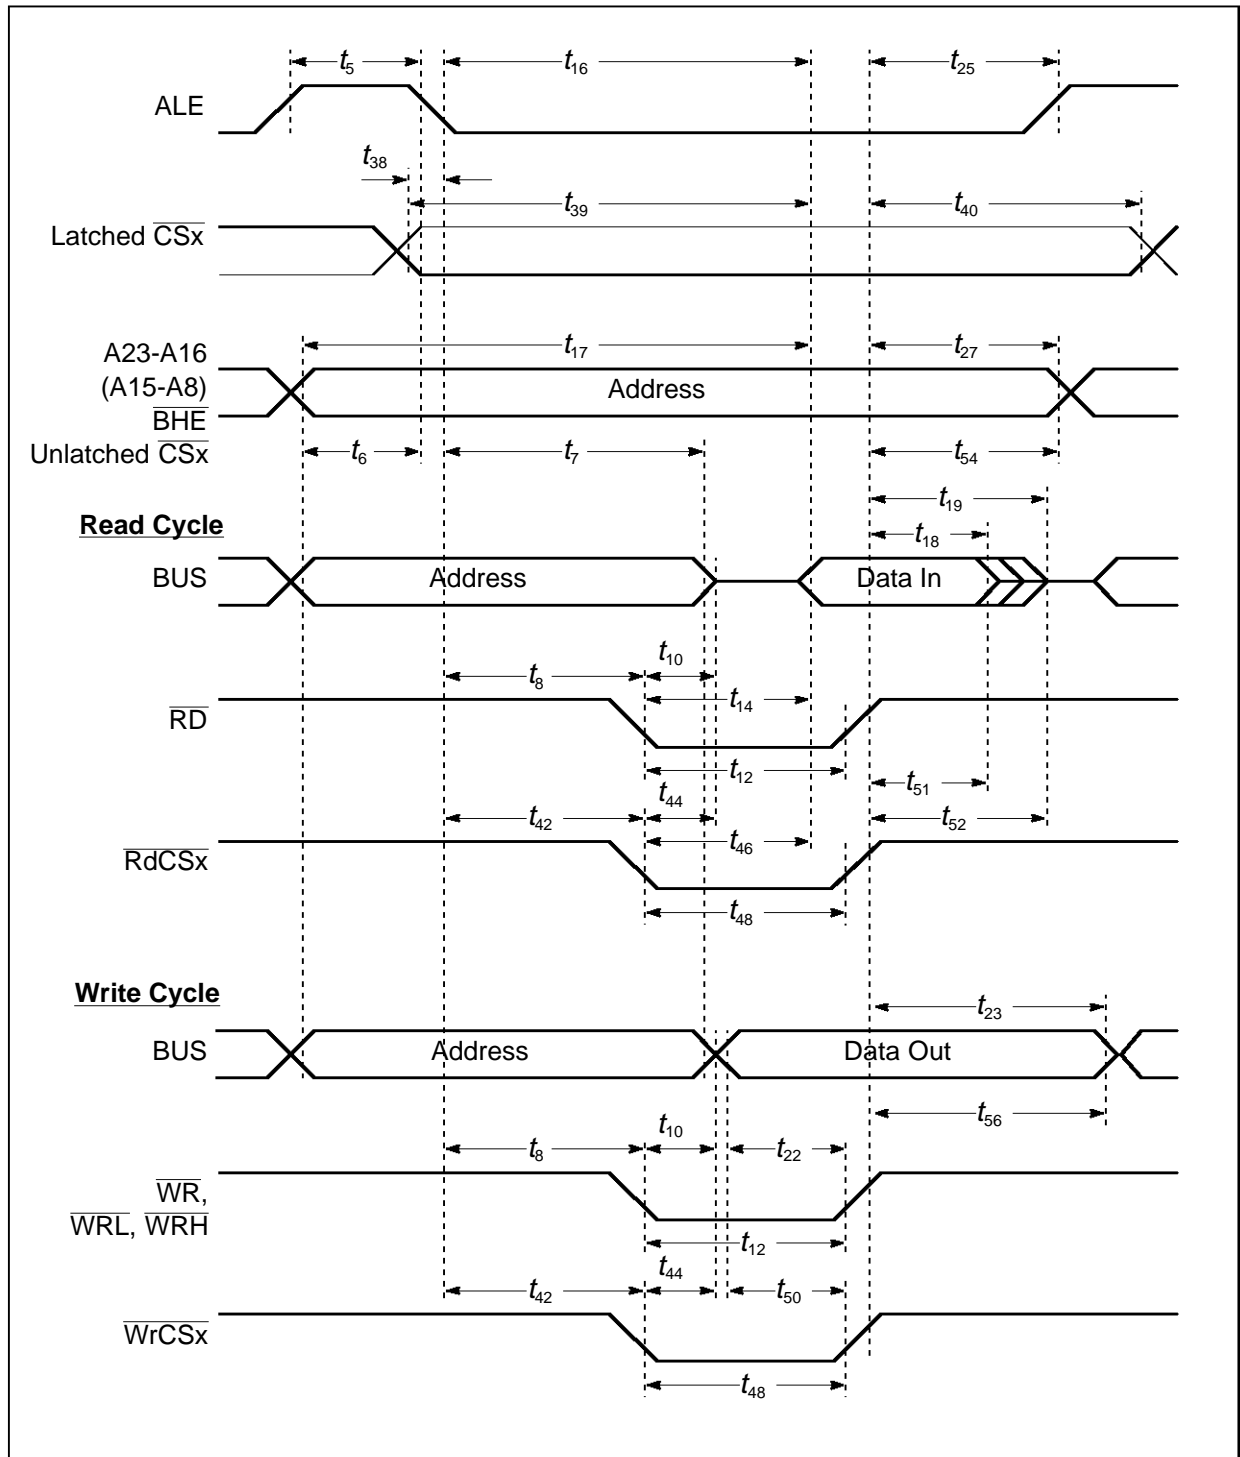 t5 t16 t25
ALE
t38
t39 t40
Latched CSx
A23-A16 t17 t27
(A15-A8) Address
BHE
Unlatched CSx t6 t7 t54
t19
Read Cycle t18
BUS Address Data In
t10
t8
t14
RD
t12 t51
t44
t42 t52
t46
RdCSx
t48
Write Cycle
t23
BUS Address Data Out
t56
t10
t8 t22
WR,
WRL, WRH
t12
t44
t42 t50
WrCSx
t48